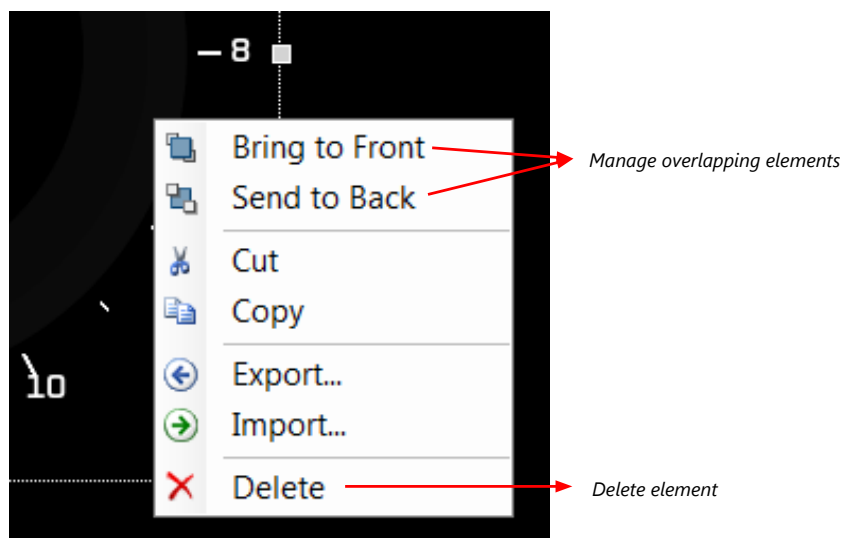 – 8
Bring to Front
Manage overlapping elements
Send to Back
Cut
Copy
10
Export...
Import...
Delete
Delete element